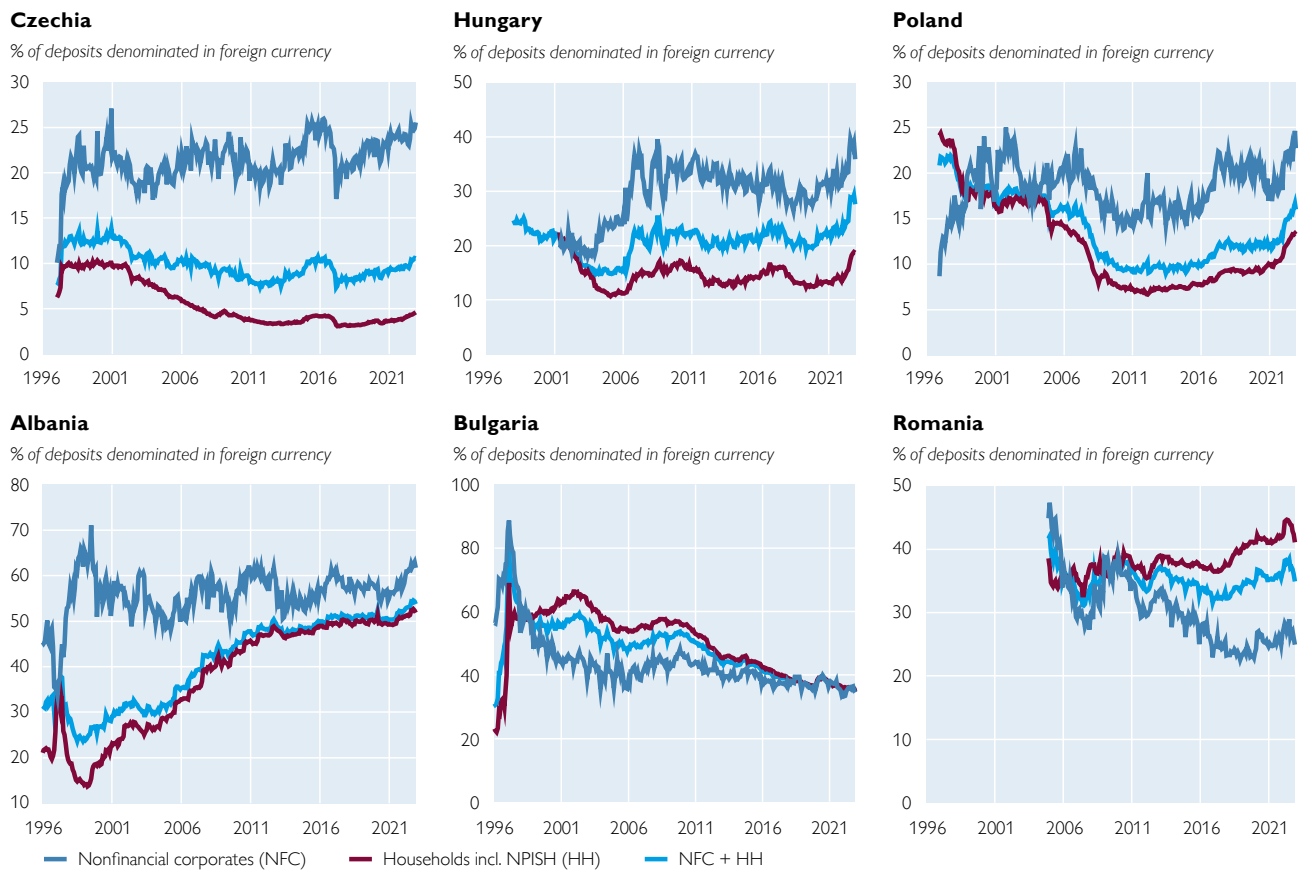 Czechia
% of deposits denominated in foreign currency
30
25
20
15
10
5
0
1996 2001 2006 2011 2016 2021
Hungary
% of deposits denominated in foreign currency
50
40
30
20
10
0
1996 2001 2006 2011 2016 2021
Poland
% of deposits denominated in foreign currency
30
25
20
15
10
5
0
1996 2001 2006 2011 2016 2021
Albania
% of deposits denominated in foreign currency
80
70
60
50
40
30
20
10
1996 2001 2006 2011 2016 2021
Bulgaria
% of deposits denominated in foreign currency
100
80
60
40
20
0
1996 2001 2006 2011 2016 2021
Romania
% of deposits denominated in foreign currency
50
40
30
20
10
0
1996 2001 2006 2011 2016 2021
Nonfinancial corporates (NFC) Households incl. NPISH (HH) NFC + HH